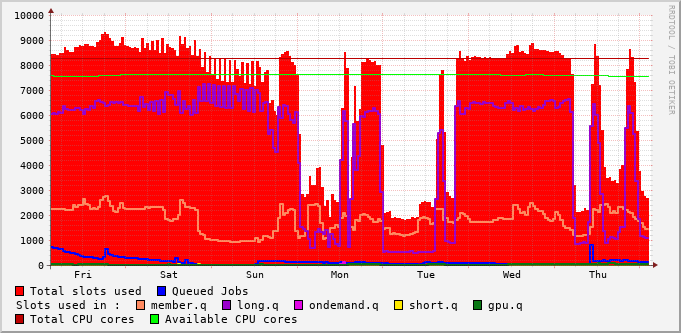 10000
9000
8000
7000
6000
5000
4000
3000
2000
1000
0
Fri Sat Sun Mon Tue Wed Thu
RRDTOOL / TOBI OETIKER
Total slots used Queued Jobs
Slots used in : member.q long.q ondemand.q short.q gpu.q
Total CPU cores Available CPU cores